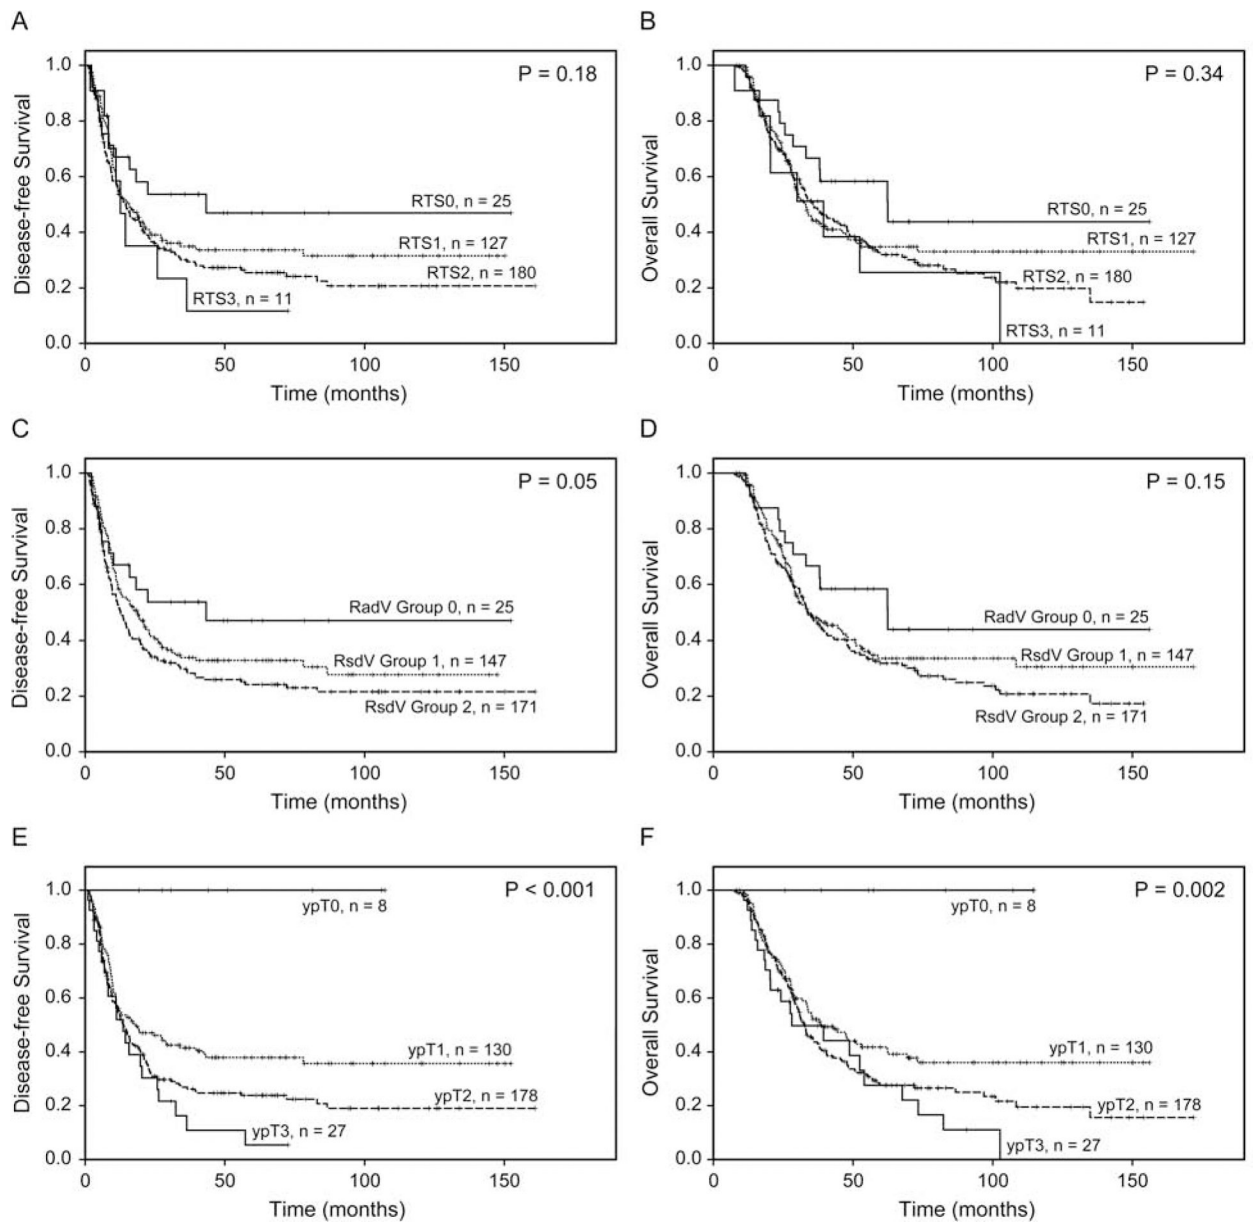 A
B
1.0
0.8
0.6
0.4
0.2
0.0
Disease-free Survival
P = 0.18
RTS0, n = 25
RTS1, n = 127
RTS2, n = 180
RTS3, n = 11
0 50 100 150
Time (months)
1.0
0.8
0.6
0.4
0.2
0.0
Overall Survival
P = 0.34
RTS0, n = 25
RTS1, n = 127
RTS2, n = 180
RTS3, n = 11
0 50 100 150
Time (months)
C
D
1.0
0.8
0.6
0.4
0.2
0.0
Disease-free Survival
P = 0.05
RadV Group 0, n = 25
RsdV Group 1, n = 147
RsdV Group 2, n = 171
0 50 100 150
Time (months)
1.0
0.8
0.6
0.4
0.2
0.0
Overall Survival
P = 0.15
RadV Group 0, n = 25
RsdV Group 1, n = 147
RsdV Group 2, n = 171
0 50 100 150
Time (months)
E
F
1.0
0.8
0.6
0.4
0.2
0.0
Disease-free Survival
P < 0.001
ypT0, n = 8
ypT1, n = 130
ypT2, n = 178
ypT3, n = 27
0 50 100 150
Time (months)
1.0
0.8
0.6
0.4
0.2
0.0
Overall Survival
P = 0.002
ypT0, n = 8
ypT1, n = 130
ypT2, n = 178
ypT3, n = 27
0 50 100 150
Time (months)